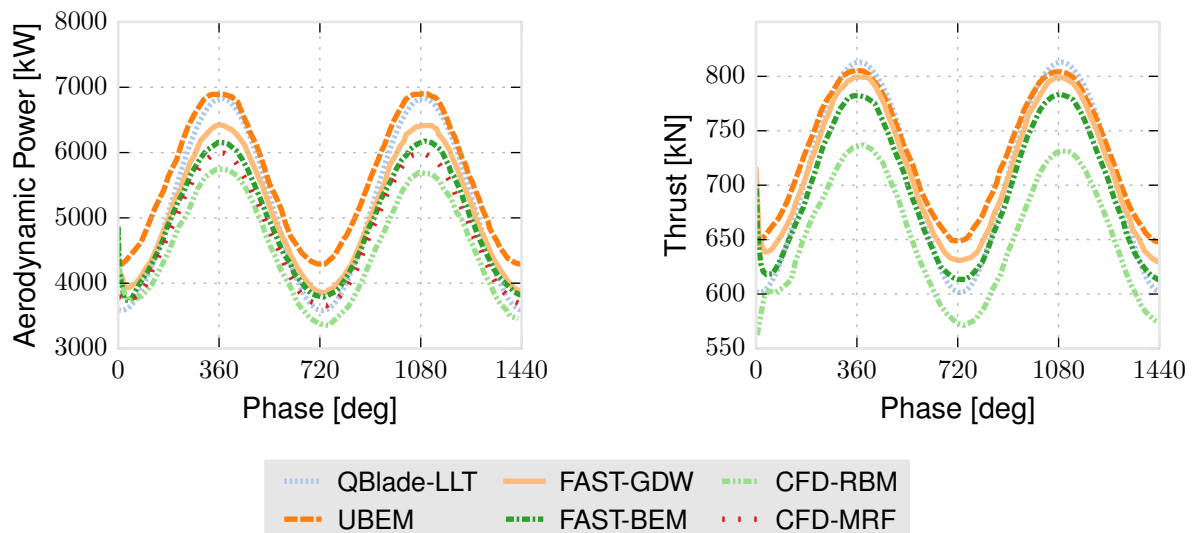 Aerodynamic Power [kW]
8000
7000
6000
5000
4000
3000
0 360 720 1080 1440
Phase [deg]
Thrust [kN]
800
750
700
650
600
550
0 360 720 1080 1440
Phase [deg]
QBlade-LLT FAST-GDW CFD-RBM
UBEM FAST-BEM CFD-MRF